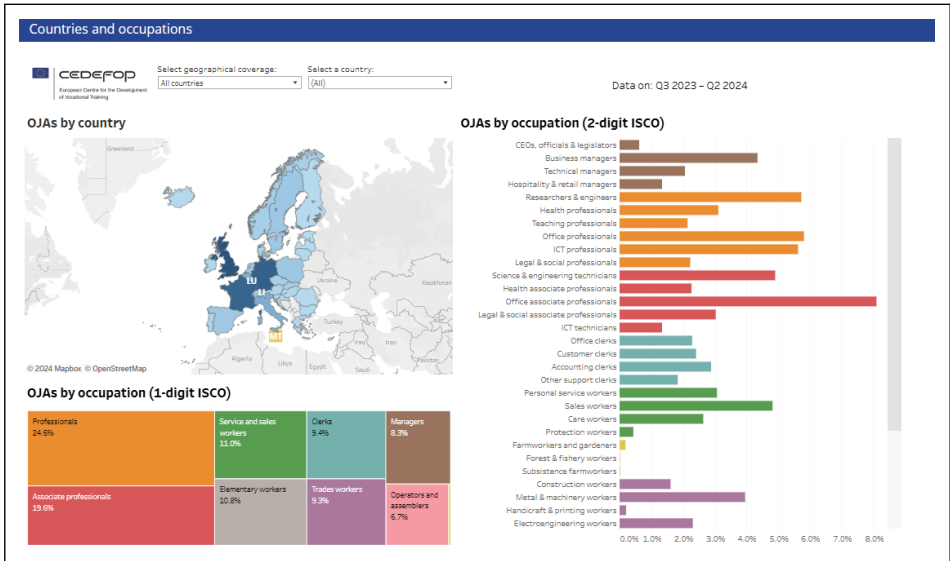 Countries and occupations
CEDEFOP
European Centre for the Development
of Vocational Training
Select geographical coverage:
All countries
Select a country:
(All)
Data on: Q3 2023 – Q2 2024
OJAs by country
Greenland
Ukraine
Kazakhstan
LU
LI
MT
Turkey
Algeria
Libya
Egypt
Iraq
Iran
Saudi
Pakistan
© 2024 Mapbox © OpenStreetMap
OJAs by occupation (1-digit ISCO)
Professionals
24.6%
Associate professionals
19.6%
Service and sales
workers
11.0%
Elementary workers
10.8%
Clerks
9.4%
Trades workers
9.3%
Managers
8.3%
Operators and
assemblers
6.7%
OJAs by occupation (2-digit ISCO)
CEOs, officials & legislators
Business managers
Technical managers
Hospitality & retail managers
Researchers & engineers
Health professionals
Teaching professionals
Office professionals
ICT professionals
Legal & social professionals
Science & engineering technicians
Health associate professionals
Office associate professionals
Legal & social associate professionals
ICT technicians
Office clerks
Customer clerks
Accounting clerks
Other support clerks
Personal service workers
Sales workers
Care workers
Protection workers
Farmworkers and gardeners
Forest & fishery workers
Subsistence farmworkers
Construction workers
Metal & machinery workers
Handicraft & printing workers
Electroengineering workers
0.0% 1.0% 2.0% 3.0% 4.0% 5.0% 6.0% 7.0% 8.0%